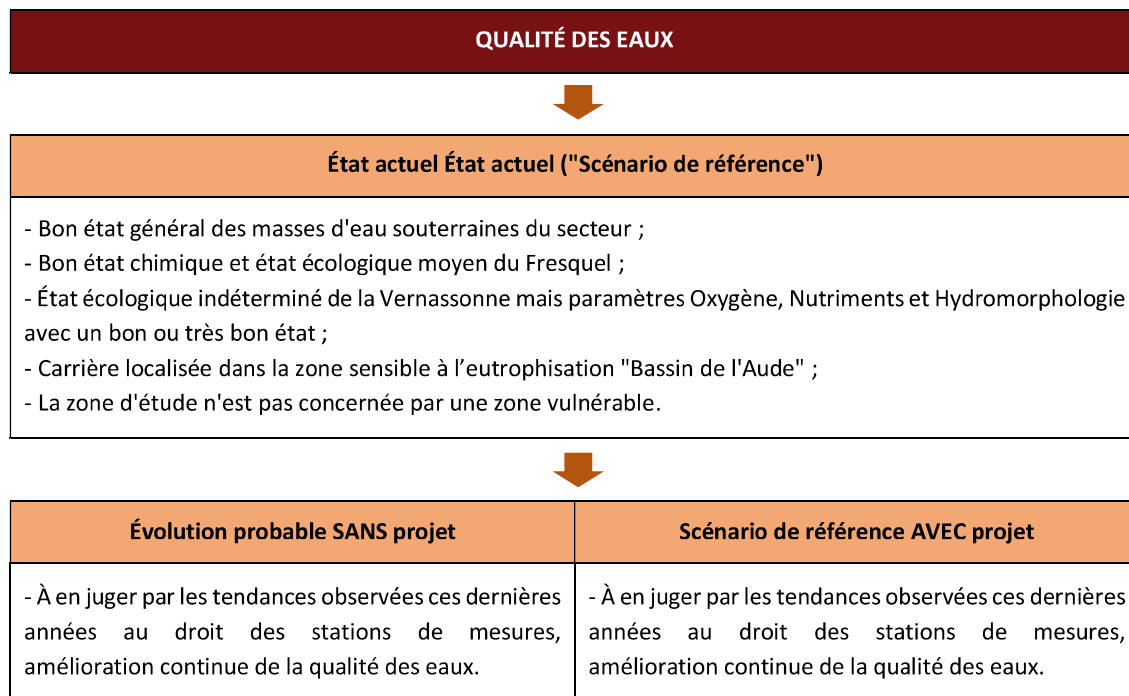 QUALITÉ DES EAUX
État actuel État actuel ("Scénario de référence")
- Bon état général des masses d'eau souterraines du secteur ;
- Bon état chimique et état écologique moyen du Fresquel ;
- État écologique indéterminé de la Vernassonne mais paramètres Oxygène, Nutriments et Hydromorphologie
avec un bon ou très bon état ;
- Carrière localisée dans la zone sensible à l’eutrophisation "Bassin de l'Aude" ;
- La zone d'étude n'est pas concernée par une zone vulnérable.
Évolution probable SANS projet
- À en juger par les tendances observées ces dernières
années au droit des stations de mesures,
amélioration continue de la qualité des eaux.
Scénario de référence AVEC projet
- À en juger par les tendances observées ces dernières
années au droit des stations de mesures,
amélioration continue de la qualité des eaux.